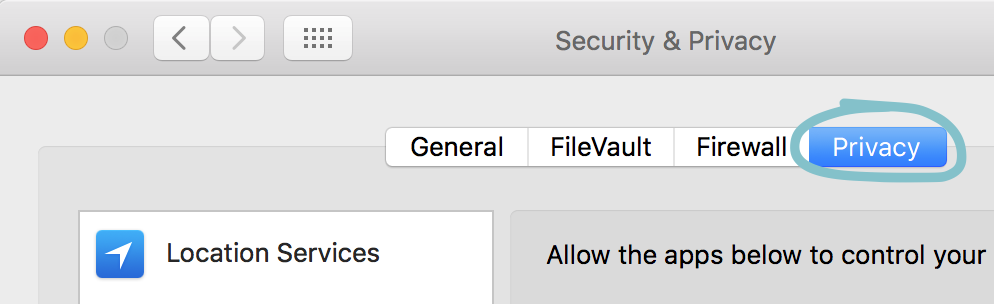 Security & Privacy
General FileVault Firewall Privacy
Location Services
Allow the apps below to control your